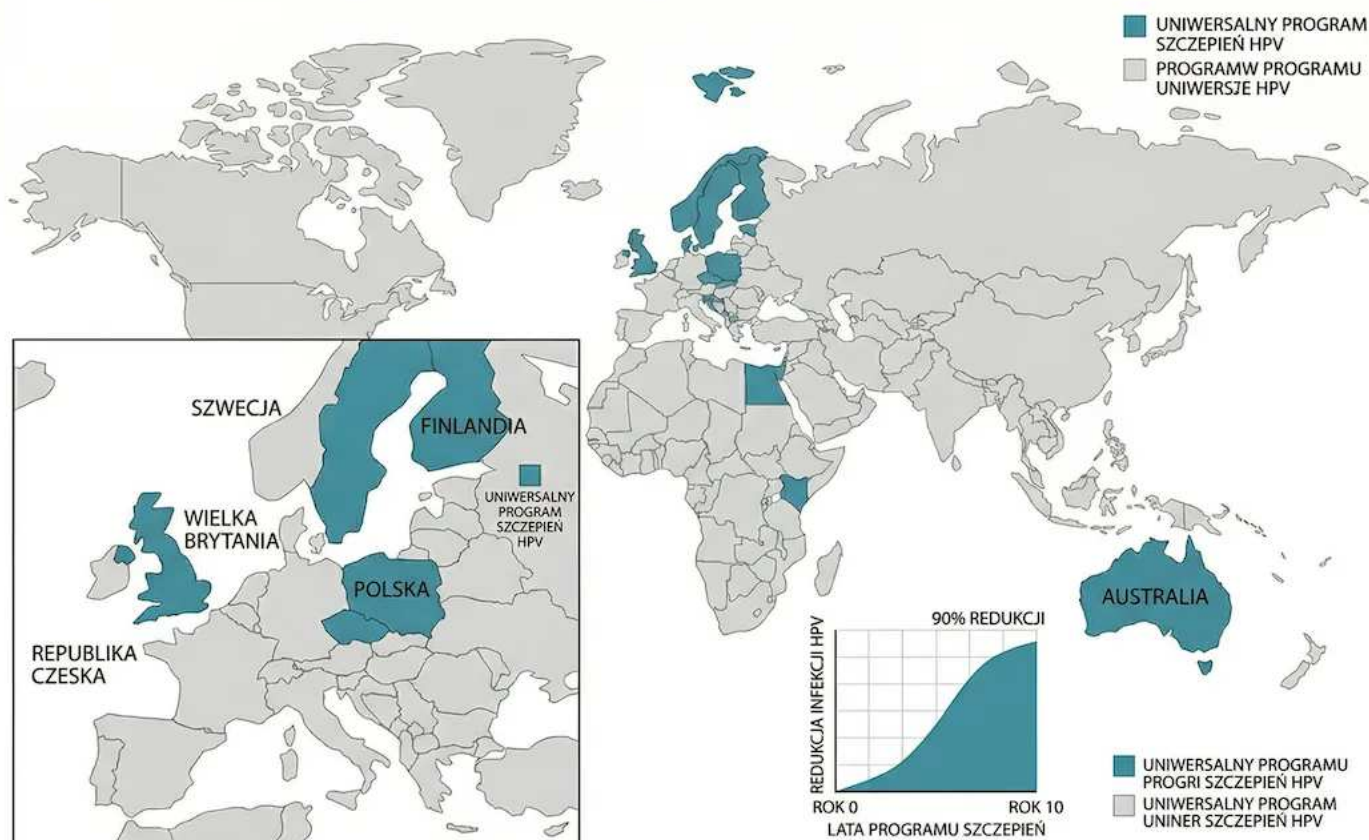 UNIWERSALNY PROGRAM
SZCZEPIEŃ HPV
PROGRAMW PROGRAMU
UNIWERSJE HPV
SZWECJA
FINLANDIA
UNIWERSALNY
PROGRAM
SZCZEPIEŃ
HPV
WIELKA
BRYTANIA
POLSKA
REPUBLIKA
CZESKA
AUSTRALIA
90% REDUKCJI
REDUKCJA INFEKCJI HPV
ROK 0
ROK 10
LATA PROGRAMU SZCZEPIEŃ
UNIWERSALNY PROGRAMU
PROGRI SZCZEPIEŃ HPV
UNIWERSALNY PROGRAM
UNINER SZCZEPIEŃ HPV